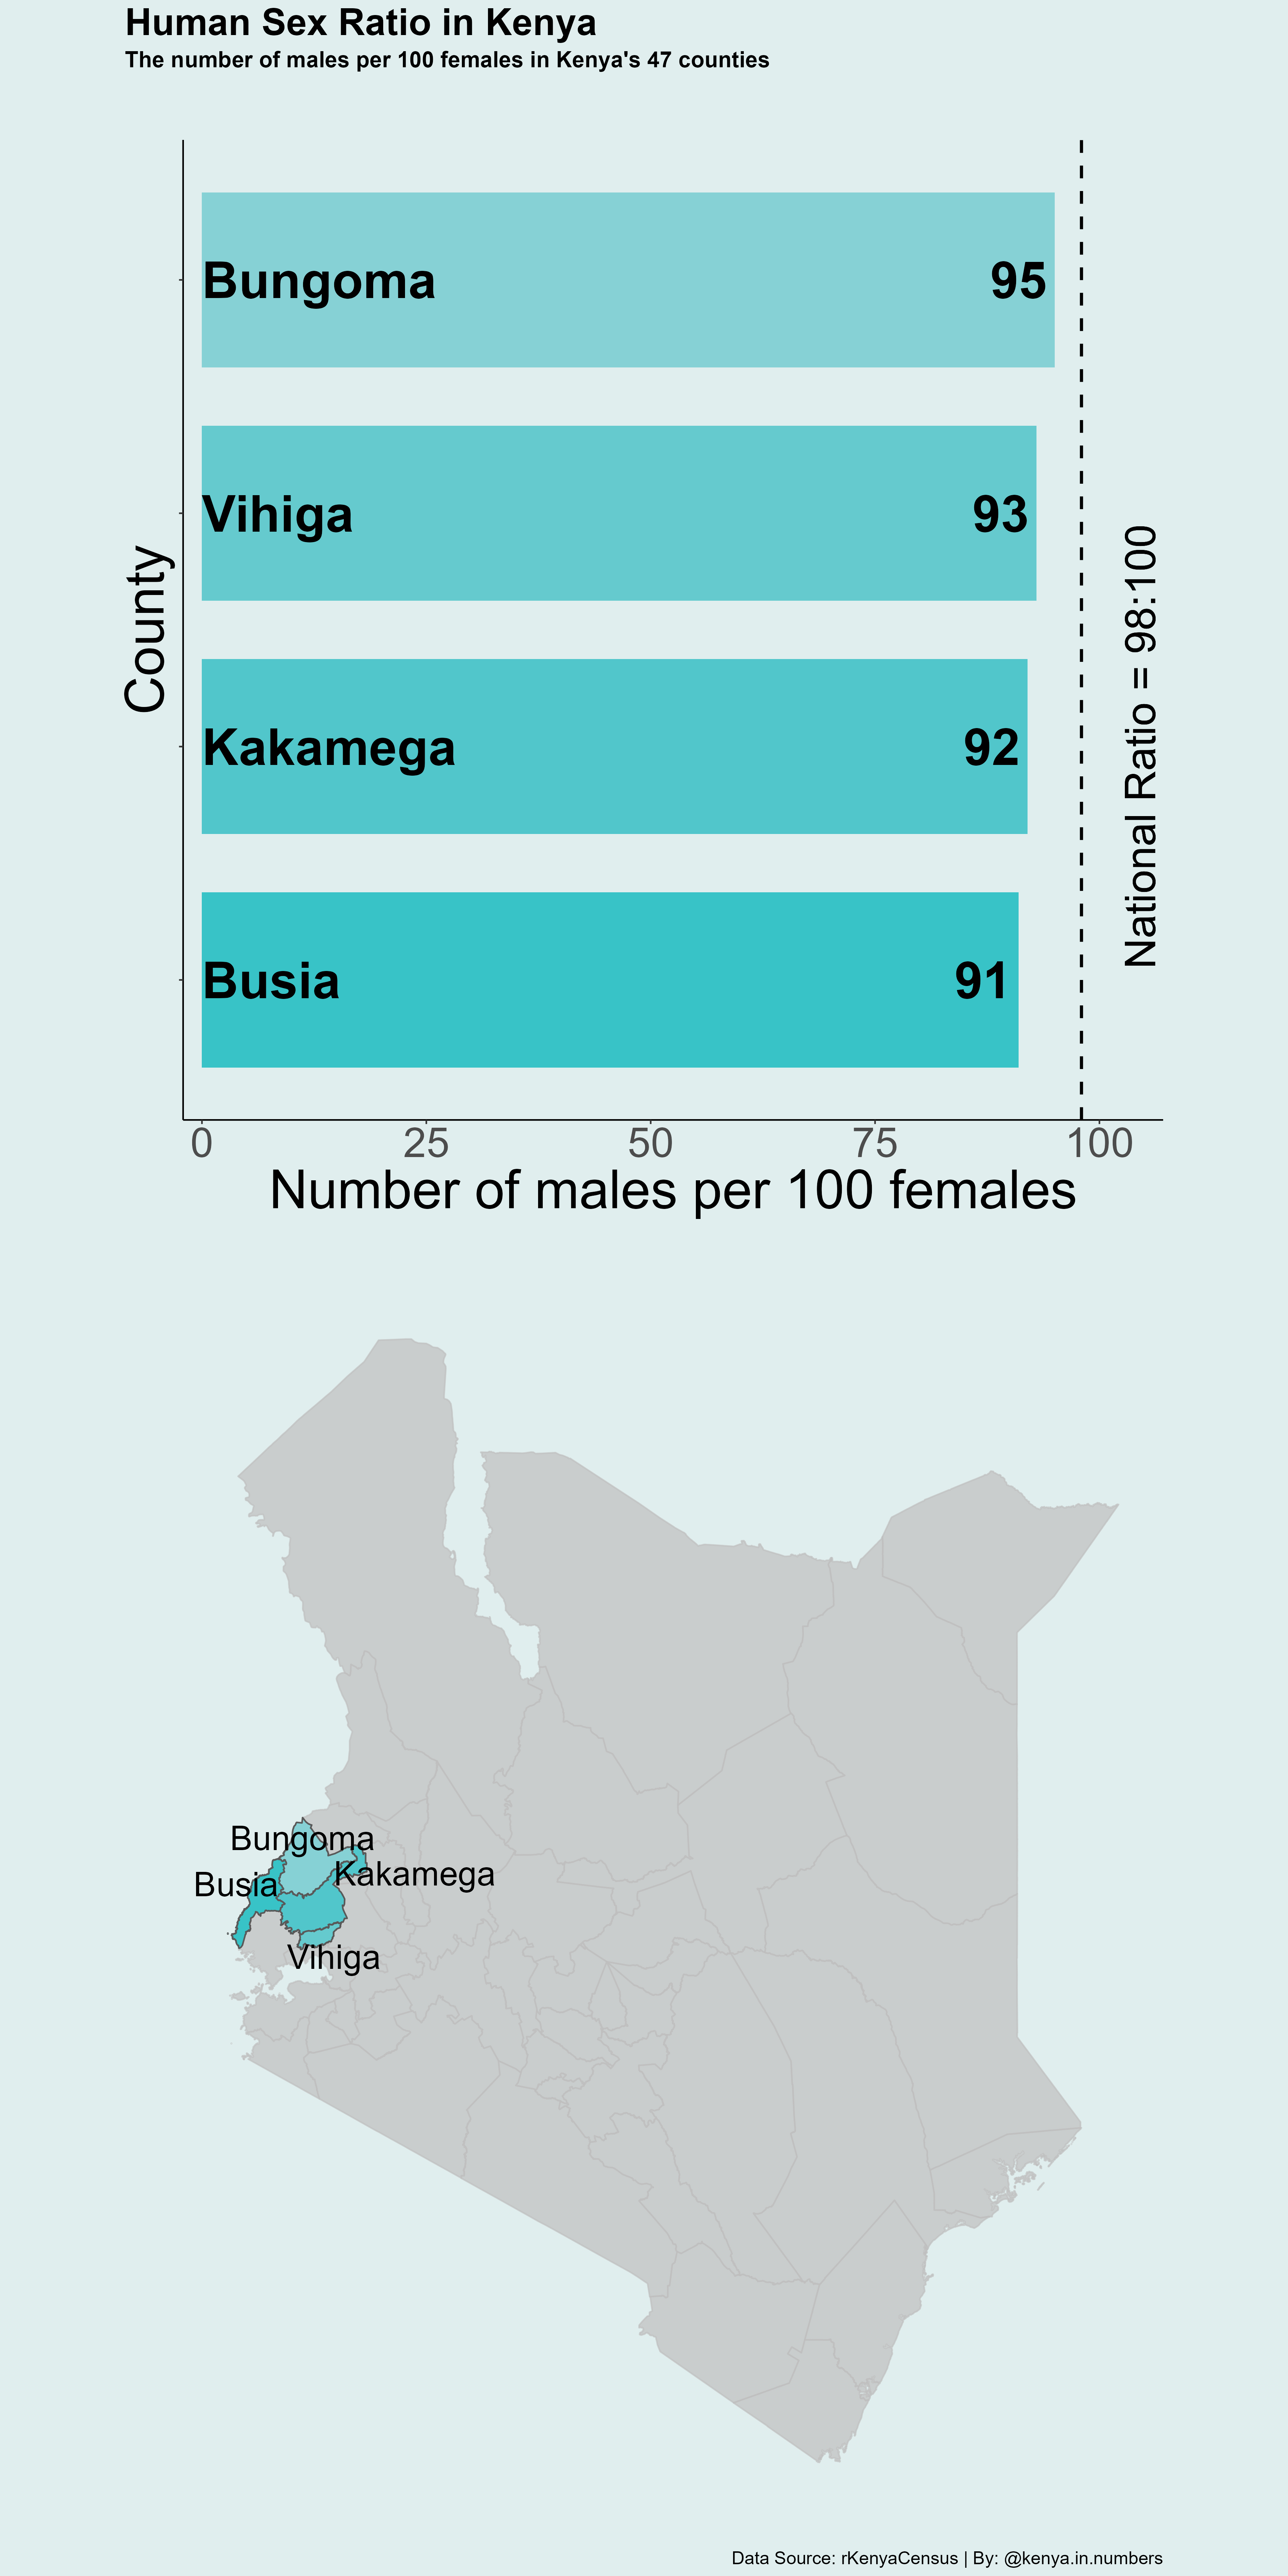 Human Sex Ratio in Kenya
The number of males per 100 females in Kenya's 47 counties
County
Bungoma 95
Vihiga 93
Kakamega 92
Busia 91
National Ratio = 98:100
0 25 50 75 100
Number of males per 100 females
Bungoma
Kakamega
Busia
Vihiga
Data Source: rKenyaCensus | By: @kenya.in.numbers